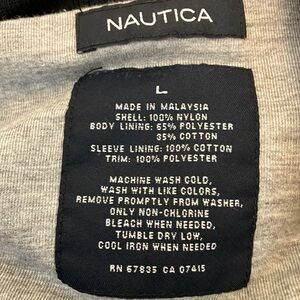 NAUTICA
L
MADE IN MALAYSIA
SHELL: 100% NYLON
BODY LINING: 65% POLYESTER
35% COTTON
SLEEVE LINING: 100% COTTON
TRIM: 100% POLYESTER
MACHINE WASH COLD,
WASH WITH LIKE COLORS,
REMOVE PROMPTLY FROM WASHER,
ONLY NON-CHLORINE
BLEACH WHEN NEEDED,
TUMBLE DRY LOW,
COOL IRON WHEN NEEDED
RN 67835 CA 07415